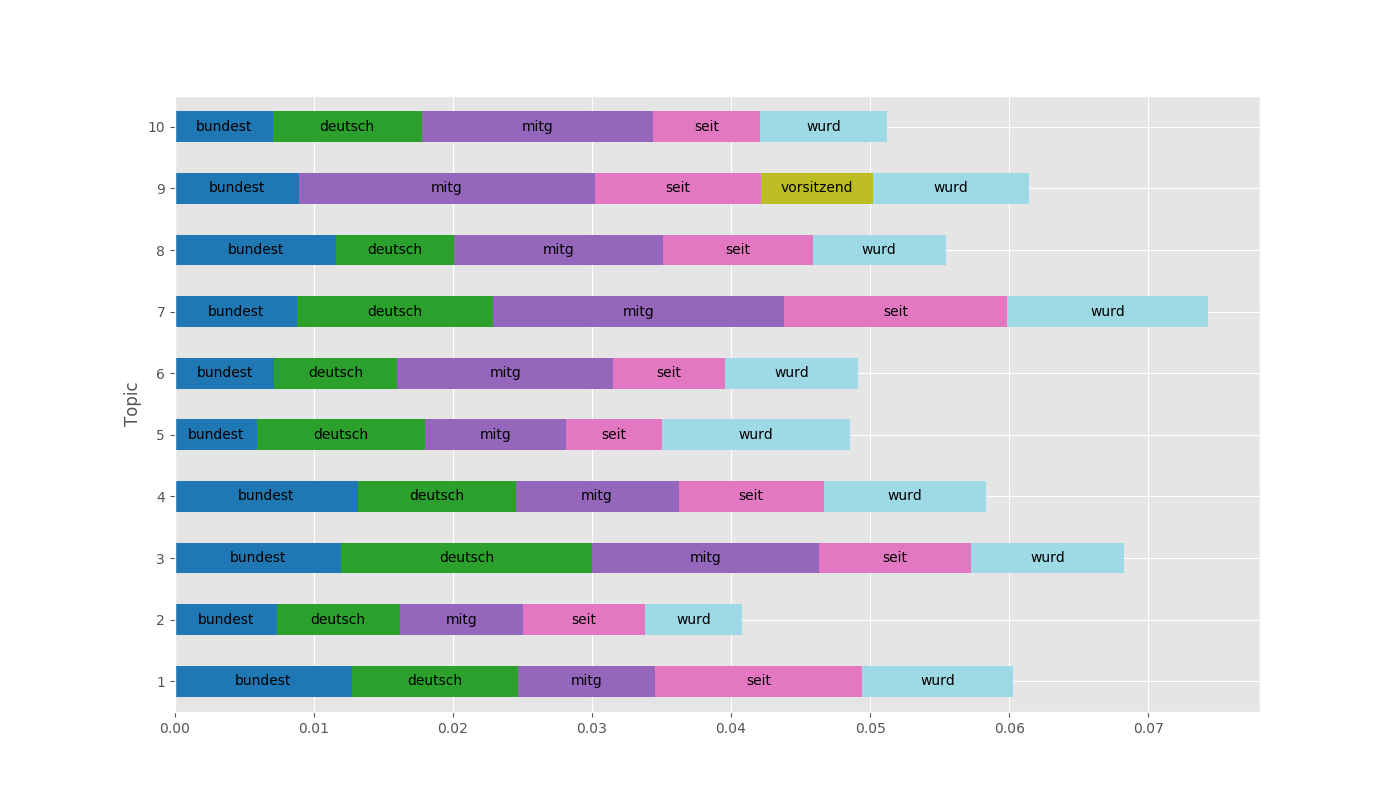 10 bundest deutsch mitg seit wurd
9 bundest mitg seit vorsitzend wurd
8 bundest deutsch mitg seit wurd
7 bundest deutsch mitg seit wurd
6 bundest deutsch mitg seit wurd
Topic
5 bundest deutsch mitg seit wurd
4 bundest deutsch mitg seit wurd
3 bundest deutsch mitg seit wurd
2 bundest deutsch mitg seit wurd
1 bundest deutsch mitg seit wurd
0.00 0.01 0.02 0.03 0.04 0.05 0.06 0.07